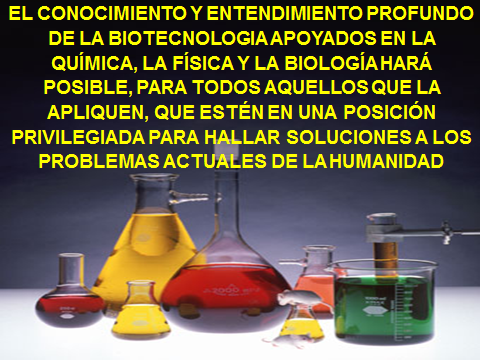 EL CONOCIMIENTO Y ENTENDIMIENTO PROFUNDO
DE LA BIOTECNOLOGIA APOYADOS EN LA
QUÍMICA, LA FÍSICA Y LA BIOLOGÍA HARÁ
POSIBLE, PARA TODOS AQUELLOS QUE LA
APLIQUEN, QUE ESTÉN EN UNA POSICIÓN
PRIVILEGIADA PARA HALLAR SOLUCIONES A LOS
PROBLEMAS ACTUALES DE LA HUMANIDAD
2000